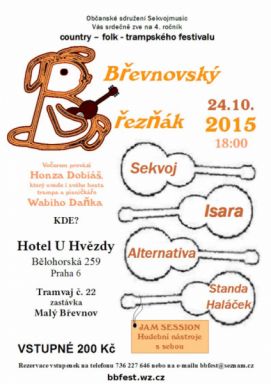 Občanské sdružení Sekvojmusic
Vás srdečně zve na 4. ročník
country – folk - trampského festivalu
Břevnovský
Řezňák
24.10.
2015
18:00
Večerem provází
Honza Dobiáš,
který uvede i svého hosta
trampa a písničkáře
Wabiho Daňka
KDE?
Hotel U Hvězdy
Bělohorská 259
Praha 6
Tramvaj č. 22
zastávka
Malý Břevnov
VSTUPNÉ 200 Kč
Sekvoj
Isara
Alternativa
Standa
Haláček
JAM SESSION
Hudební nástroje
s sebou
Rezervace vstupenek na telefonu 736 227 646 nebo na e-mailu bbfest@seznam.cz
bbfest.wz.cz